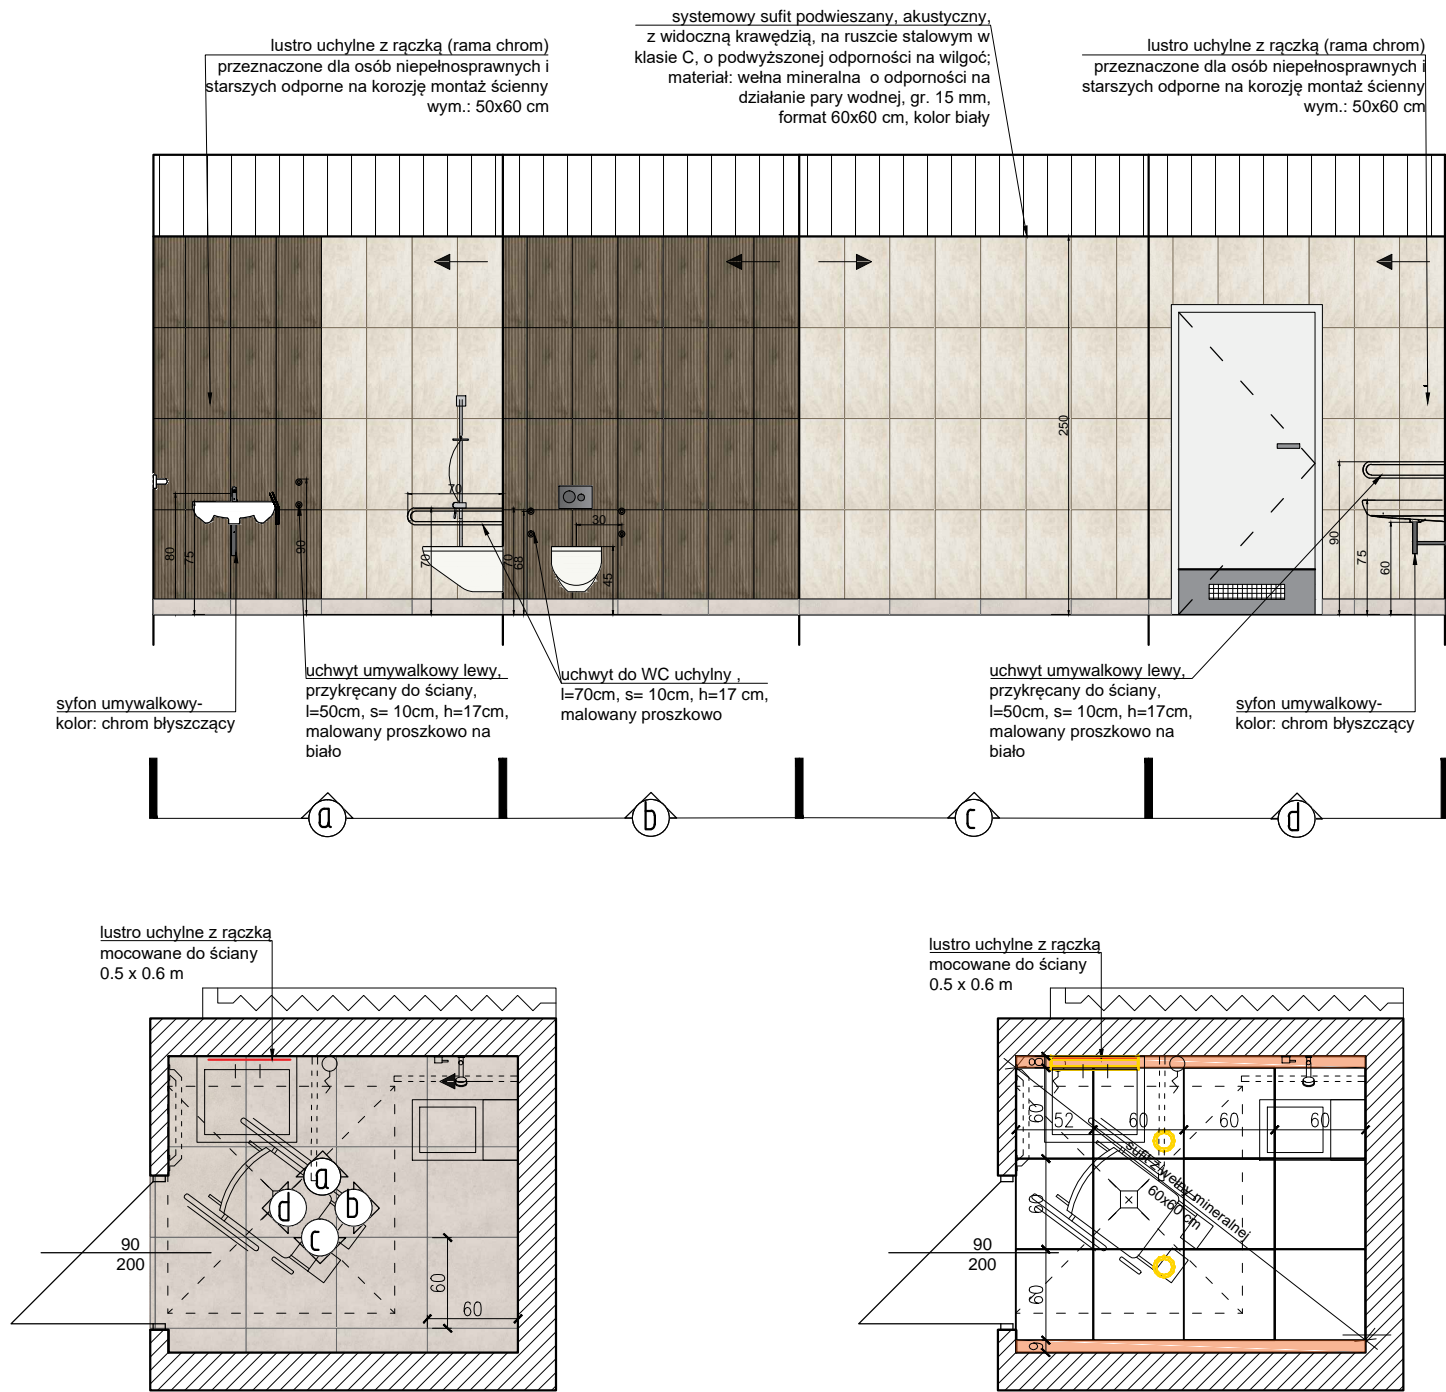 lustro uchylne z rączką (rama chrom)
przeznaczone dla osób niepełnosprawnych i
starszych odporne na korozję montaż ścienny
wym.: 50x60 cm
systemowy sufit podwieszany, akustyczny,
z widoczną krawędzią, na ruszcie stalowym w
klasie C, o podwyższonej odporności na wilgoć;
materiał: wełna mineralna o odporności na
działanie pary wodnej, gr. 15 mm,
format 60x60 cm, kolor biały
lustro uchylne z rączką (rama chrom)
przeznaczone dla osób niepełnosprawnych i
starszych odporne na korozję montaż ścienny
wym.: 50x60 cm
80
75
90
70
70
70
68
30
45
250
90
75
60
syfon umywalkowy-
kolor: chrom błyszczący
uchwyt umywalkowy lewy,
przykręcany do ściany,
l=50cm, s= 10cm, h=17cm,
malowany proszkowo na
biało
uchwyt do WC uchylny ,
l=70cm, s= 10cm, h=17 cm,
malowany proszkowo
uchwyt umywalkowy lewy,
przykręcany do ściany,
l=50cm, s= 10cm, h=17cm,
malowany proszkowo na
biało
syfon umywalkowy-
kolor: chrom błyszczący
a
b
c
d
lustro uchylne z rączką
mocowane do ściany
0.5 x 0.6 m
a
b
c
d
90
200
60
60
lustro uchylne z rączką
mocowane do ściany
0.5 x 0.6 m
8
60
52
60
60
60
60
60
9
sufit z wełny mineralnej
60x60 cm
90
200